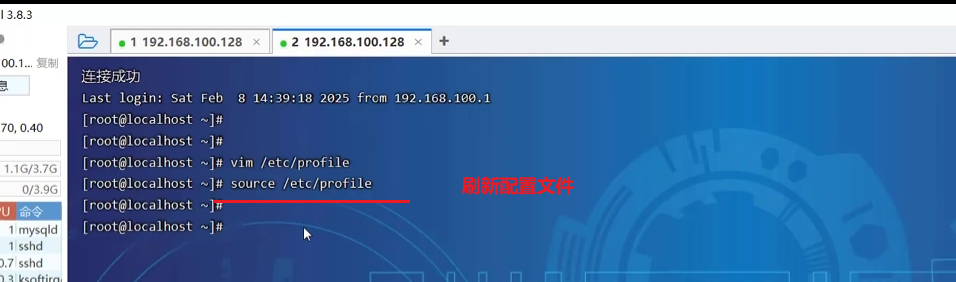 l 3.8.3
1 192.168.100.128 × 2 192.168.100.128 × +
00.1... 复制
息
连接成功
Last login: Sat Feb  8 14:39:18 2025 from 192.168.100.1
[root@localhost ~]#
70, 0.40
[root@localhost ~]#
[root@localhost ~]# vim /etc/profile
1.1G/3.7G
[root@localhost ~]# source /etc/profile
刷新配置文件
0/3.9G
[root@localhost ~]#
PU 命令
[root@localhost ~]#
1 mysqld
1 sshd
0.7 sshd
0.3 ksoftirq